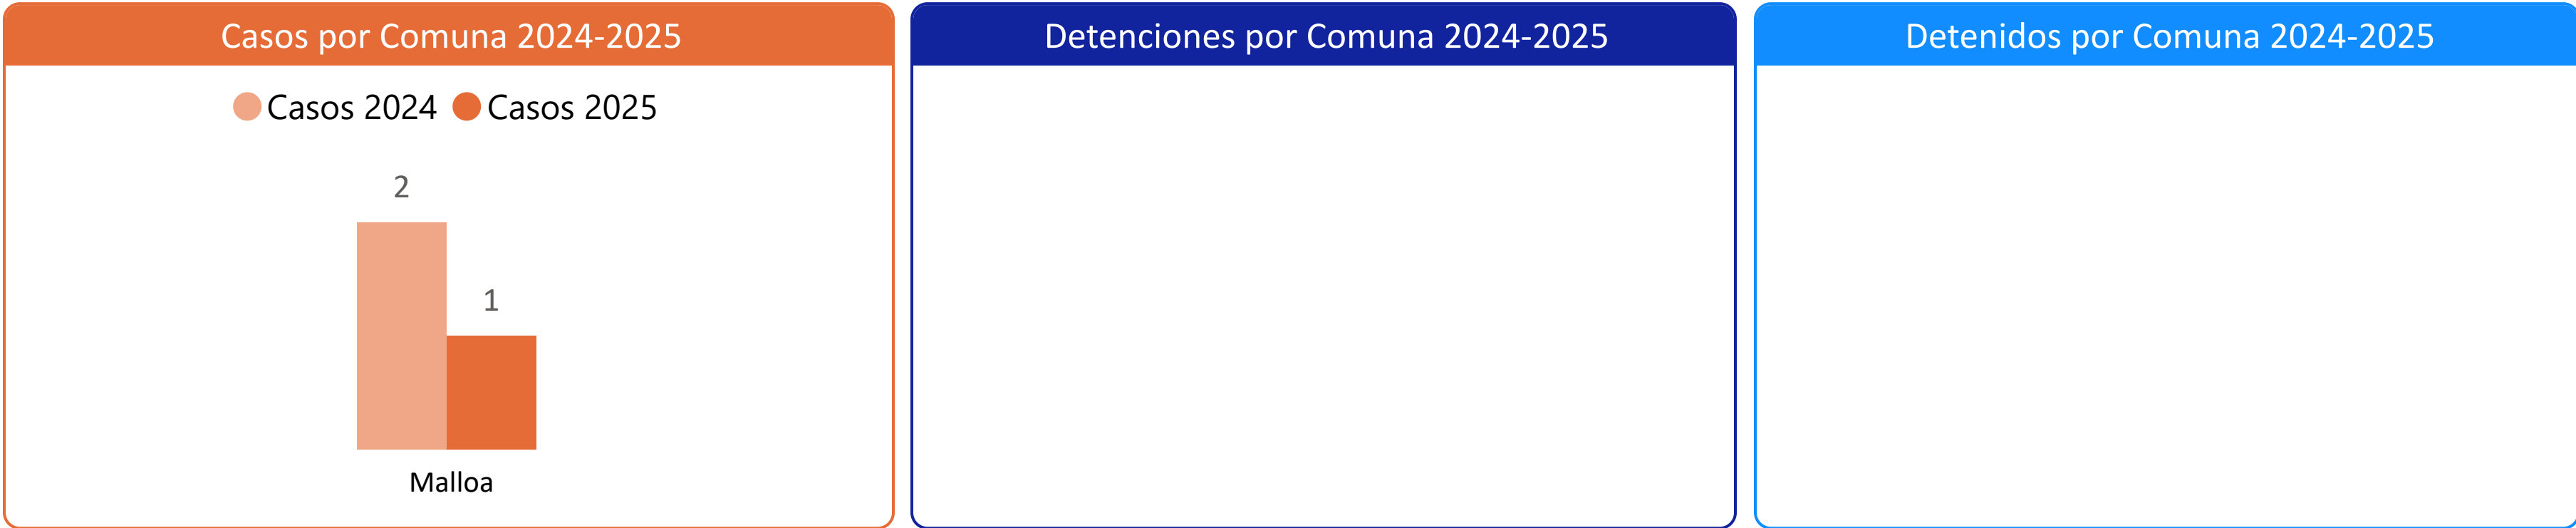 Casos por Comuna 2024-2025
Casos 2024 Casos 2025
2
1
Malloa
Detenciones por Comuna 2024-2025
Detenidos por Comuna 2024-2025